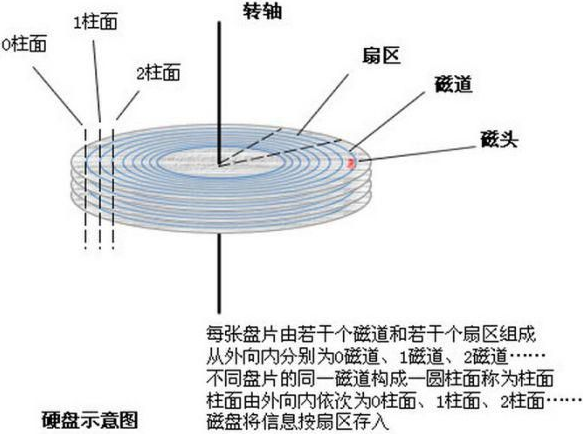 转轴
1柱面
0柱面
2柱面
扇区
磁道
磁头
每张盘片由若干个磁道和若干个扇区组成
从外向内分别为0磁道、1磁道、2磁道……
不同盘片的同一磁道构成一圆柱面称为柱面
柱面由外向内依次为0柱面、1柱面、2柱面……
磁盘将信息按扇区存入
硬盘示意图